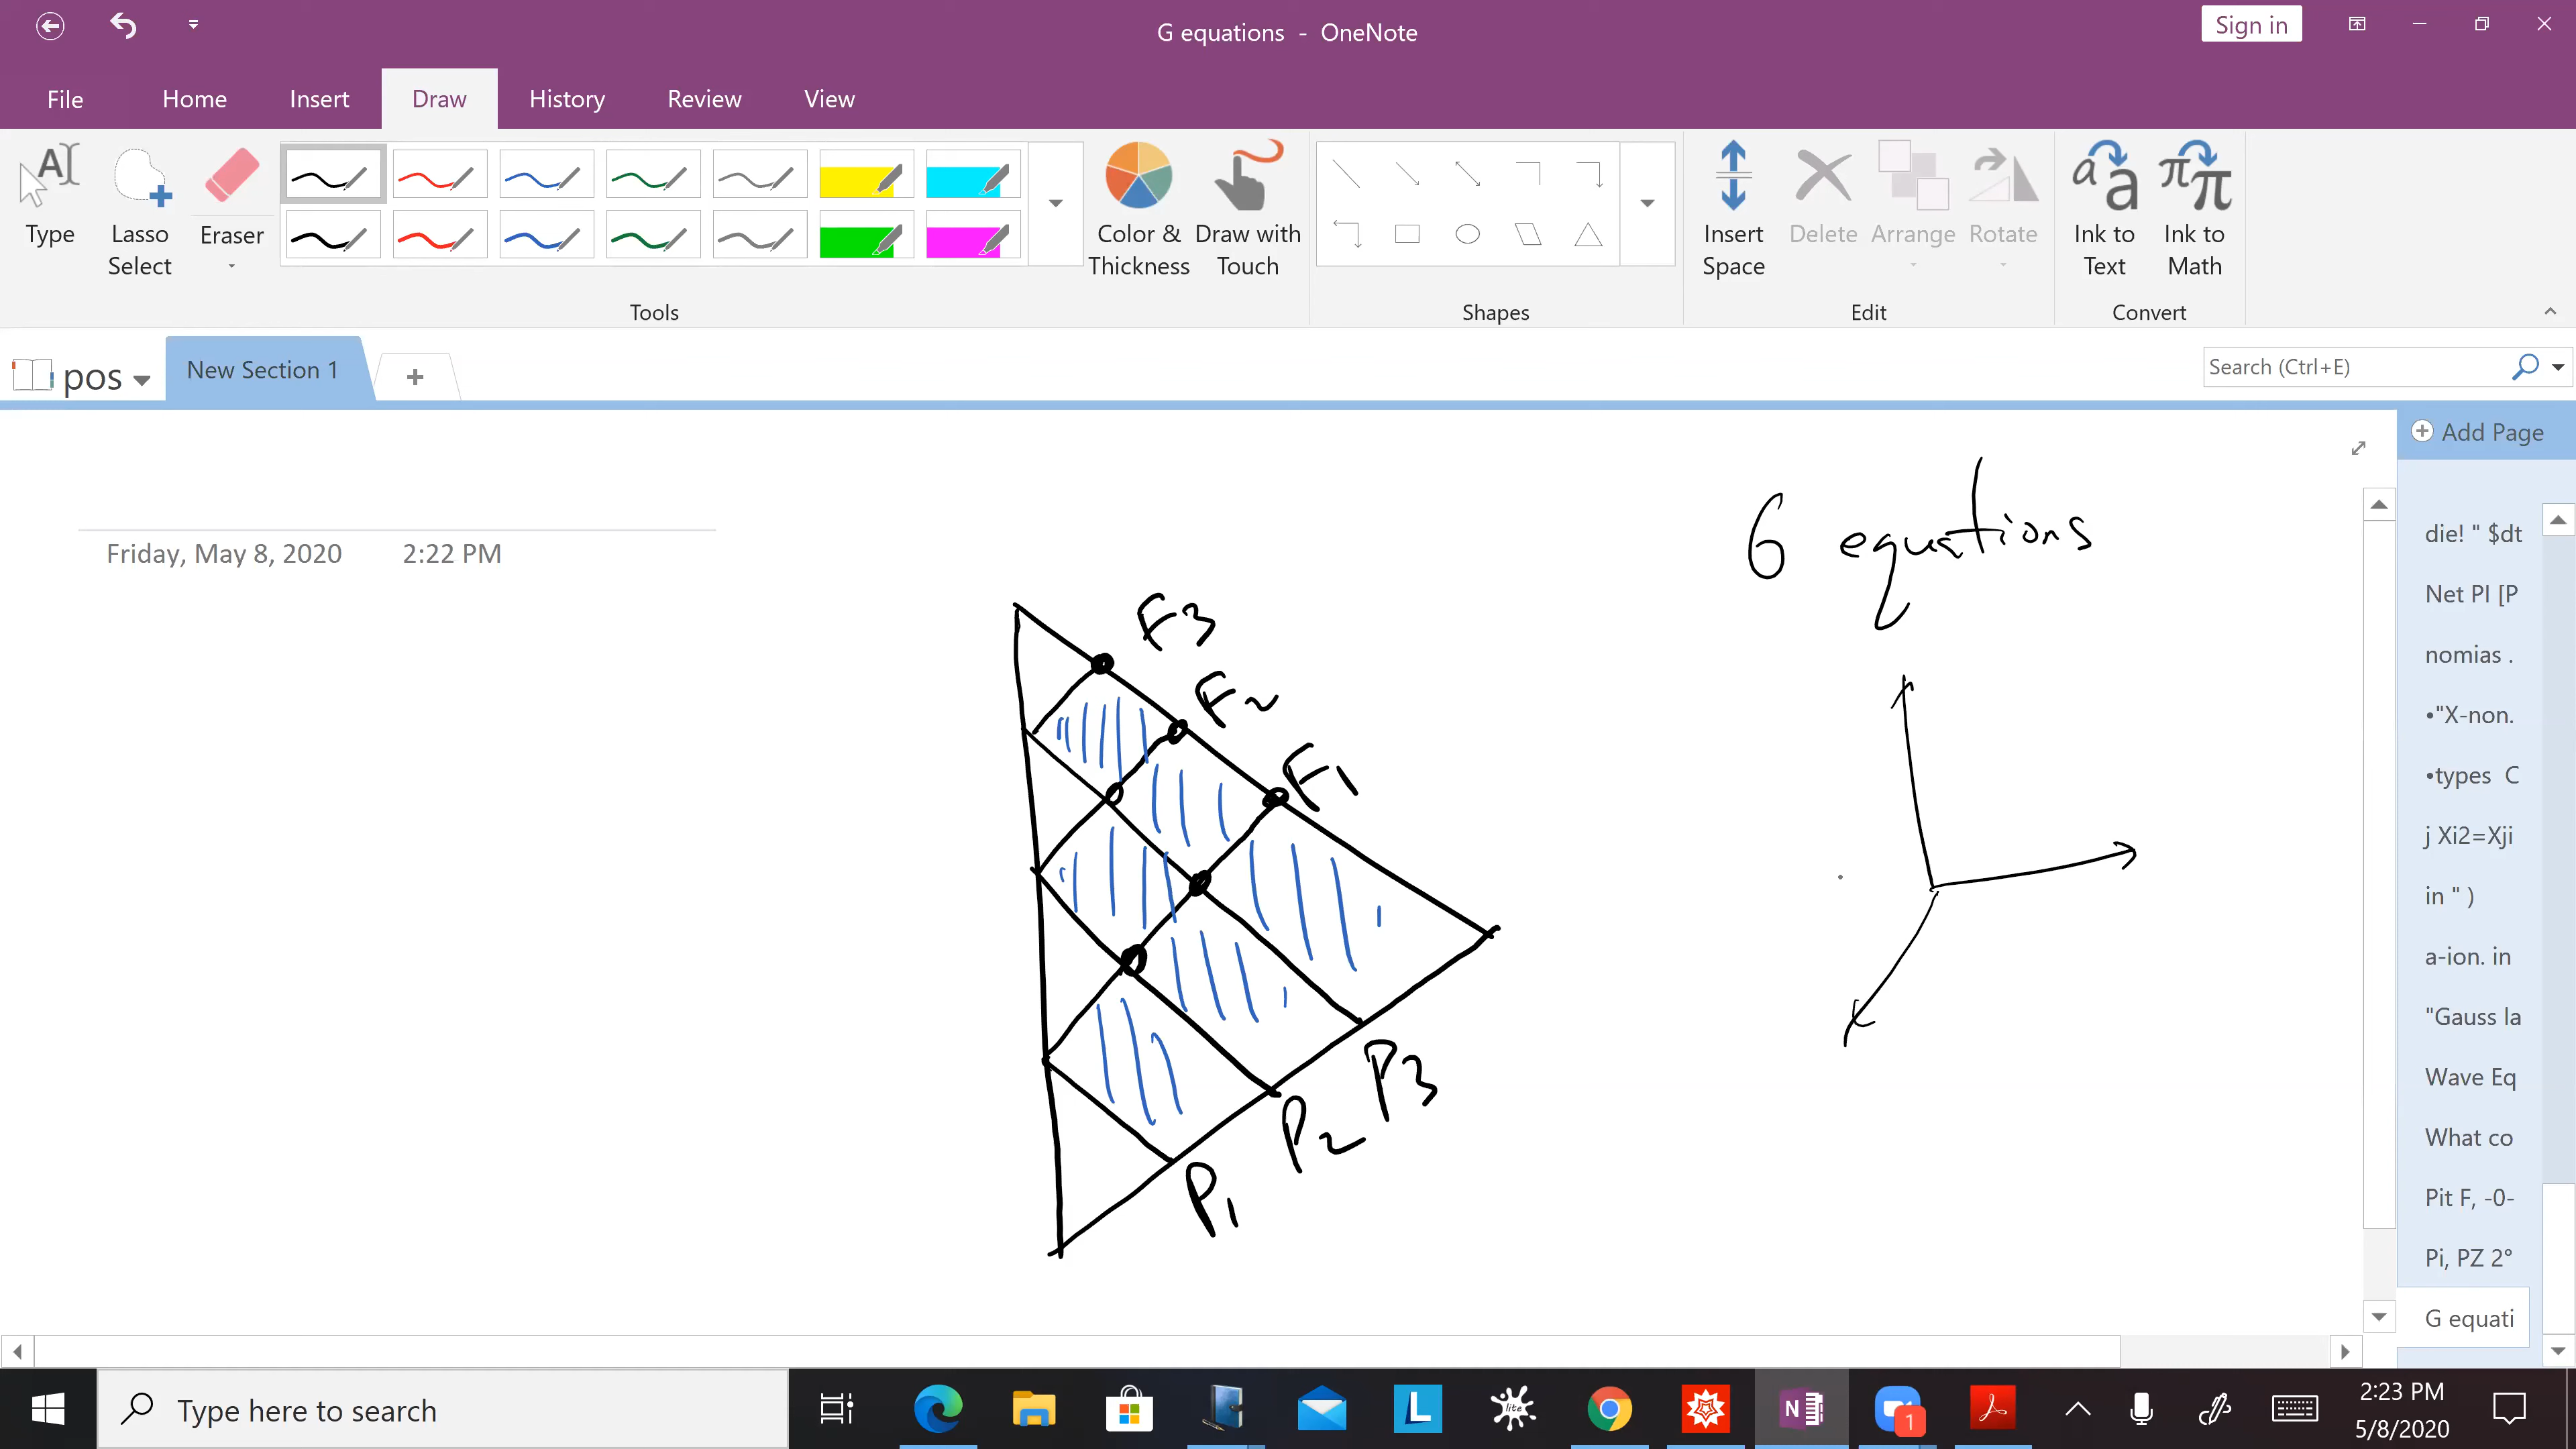 G equations - OneNote
Sign in
File Home Insert Draw History Review View
Type
Lasso Select
Eraser
Color & Thickness
Draw with Touch
Insert Space
Delete
Arrange
Rotate
Ink to Text
Ink to Math
Tools Shapes Edit Convert
pos
New Section 1
Search (Ctrl+E)
Add Page
Friday, May 8, 2020 2:22 PM
6 equations
F3
F2
F1
P3
P2
P1
die! " $dt
Net PI [P
nomias .
•"X-non.
•types C
j Xi2=Xji
in " )
a-ion. in
"Gauss la
Wave Eq
What co
Pit F, -0-
Pi, PZ 2°
G equati
Type here to search
L
lite
N
1
2:23 PM
5/8/2020